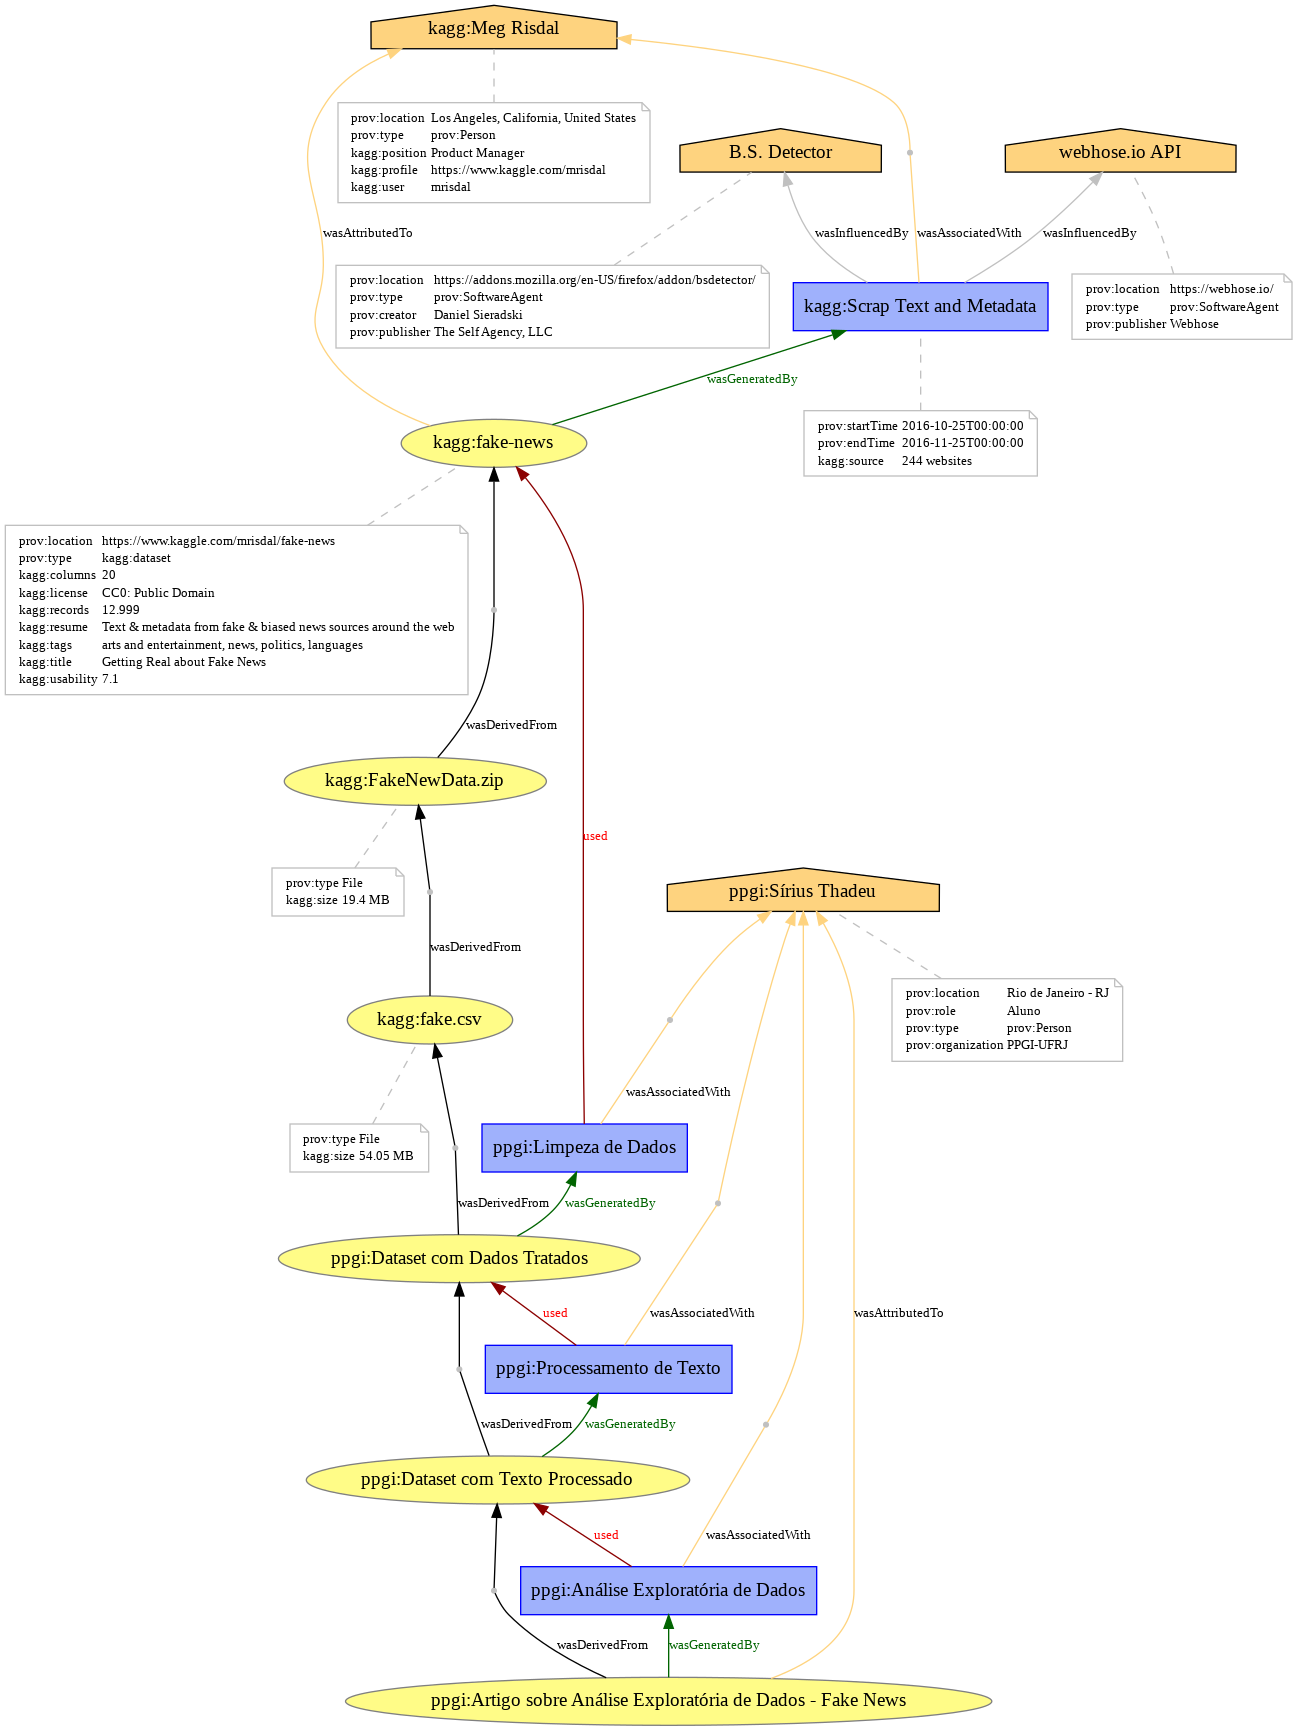 kagg:Meg Risdal
prov:location Los Angeles, California, United States
prov:type prov:Person
kagg:position Product Manager
kagg:profile https://www.kaggle.com/mrisdal
kagg:user mrisdal
B.S. Detector
webhose.io API
wasAttributedTo
wasInfluencedBy
wasAssociatedWith
wasInfluencedBy
prov:location https://addons.mozilla.org/en-US/firefox/addon/bsdetector/
prov:type prov:SoftwareAgent
prov:creator Daniel Sieradski
prov:publisher The Self Agency, LLC
kagg:Scrap Text and Metadata
prov:location https://webhose.io/
prov:type prov:SoftwareAgent
prov:publisher Webhose
wasGeneratedBy
kagg:fake-news
prov:startTime 2016-10-25T00:00:00
prov:endTime 2016-11-25T00:00:00
kagg:source 244 websites
prov:location https://www.kaggle.com/mrisdal/fake-news
prov:type kagg:dataset
kagg:columns 20
kagg:license CC0: Public Domain
kagg:records 12.999
kagg:resume Text & metadata from fake & biased news sources around the web
kagg:tags arts and entertainment, news, politics, languages
kagg:title Getting Real about Fake News
kagg:usability 7.1
wasDerivedFrom
kagg:FakeNewData.zip
used
prov:type File
kagg:size 19.4 MB
ppgi:Sírius Thadeu
wasDerivedFrom
prov:location Rio de Janeiro - RJ
prov:role Aluno
prov:type prov:Person
prov:organization PPGI-UFRJ
kagg:fake.csv
wasAssociatedWith
prov:type File
kagg:size 54.05 MB
ppgi:Limpeza de Dados
wasDerivedFrom
wasGeneratedBy
ppgi:Dataset com Dados Tratados
used
wasAssociatedWith
wasAttributedTo
ppgi:Processamento de Texto
wasDerivedFrom
wasGeneratedBy
ppgi:Dataset com Texto Processado
used
wasAssociatedWith
ppgi:Análise Exploratória de Dados
wasDerivedFrom
wasGeneratedBy
ppgi:Artigo sobre Análise Exploratória de Dados - Fake News